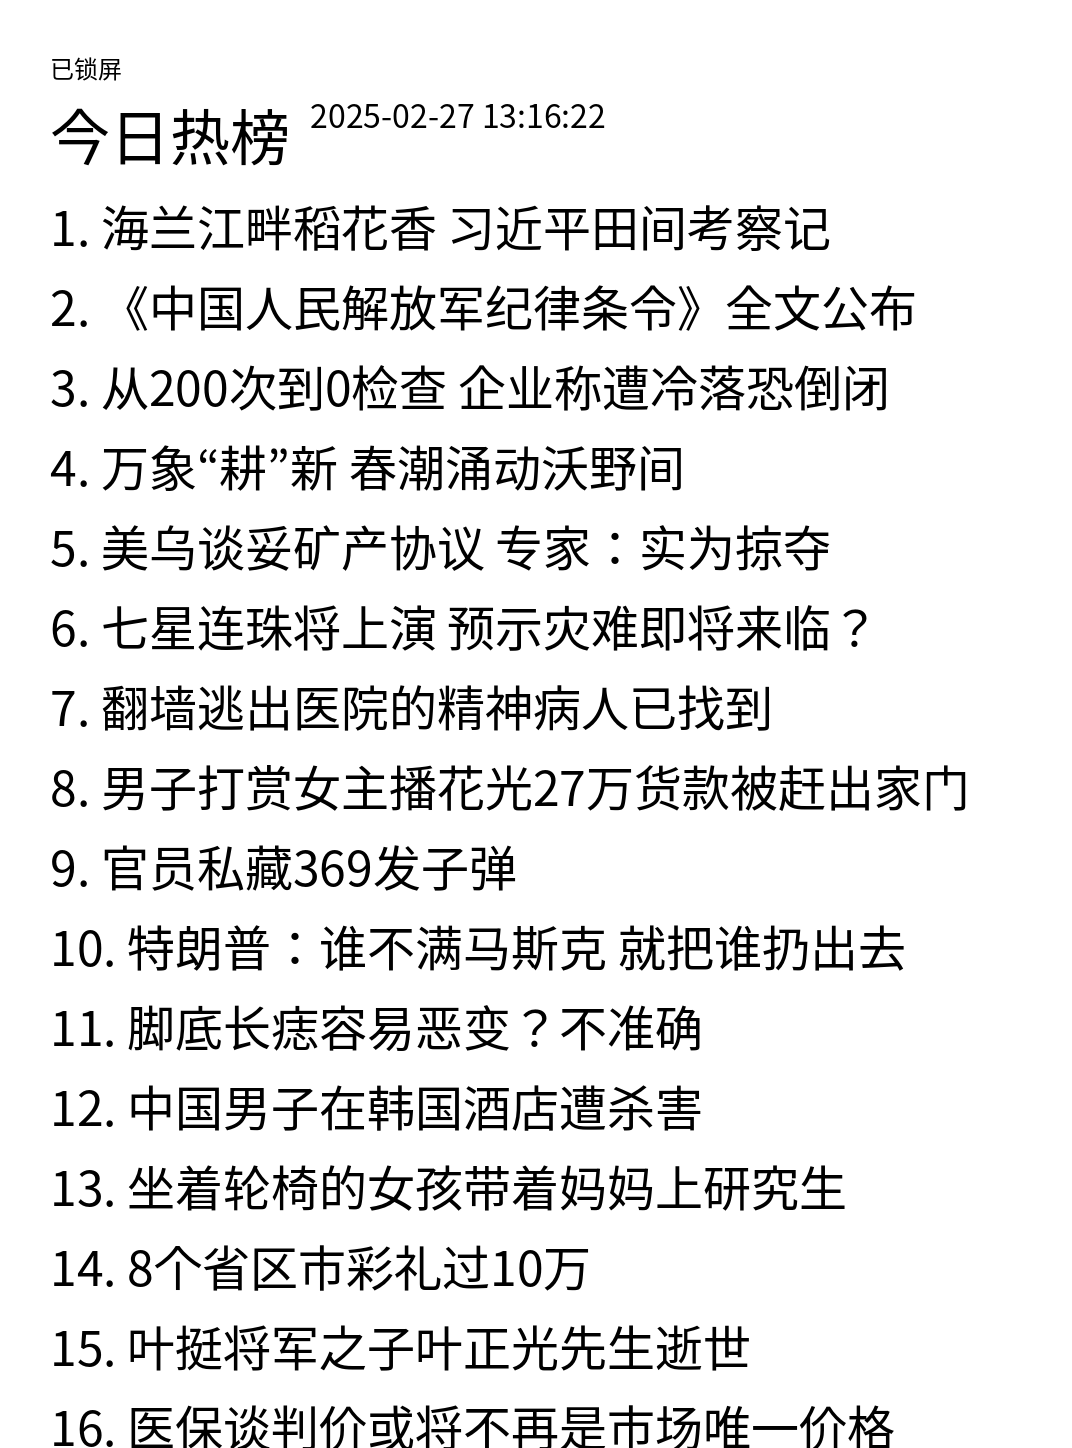 已锁屏
今日热榜 2025-02-27 13:16:22
1. 海兰江畔稻花香 习近平田间考察记
2. 《中国人民解放军纪律条令》全文公布
3. 从200次到0检查 企业称遭冷落恐倒闭
4. 万象“耕”新 春潮涌动沃野间
5. 美乌谈妥矿产协议 专家：实为掠夺
6. 七星连珠将上演 预示灾难即将来临？
7. 翻墙逃出医院的精神病人已找到
8. 男子打赏女主播花光27万货款被赶出家门
9. 官员私藏369发子弹
10. 特朗普：谁不满马斯克 就把谁扔出去
11. 脚底长痣容易恶变？不准确
12. 中国男子在韩国酒店遭杀害
13. 坐着轮椅的女孩带着妈妈上研究生
14. 8个省区市彩礼过10万
15. 叶挺将军之子叶正光先生逝世
16. 医保谈判价或将不再是市场唯一价格